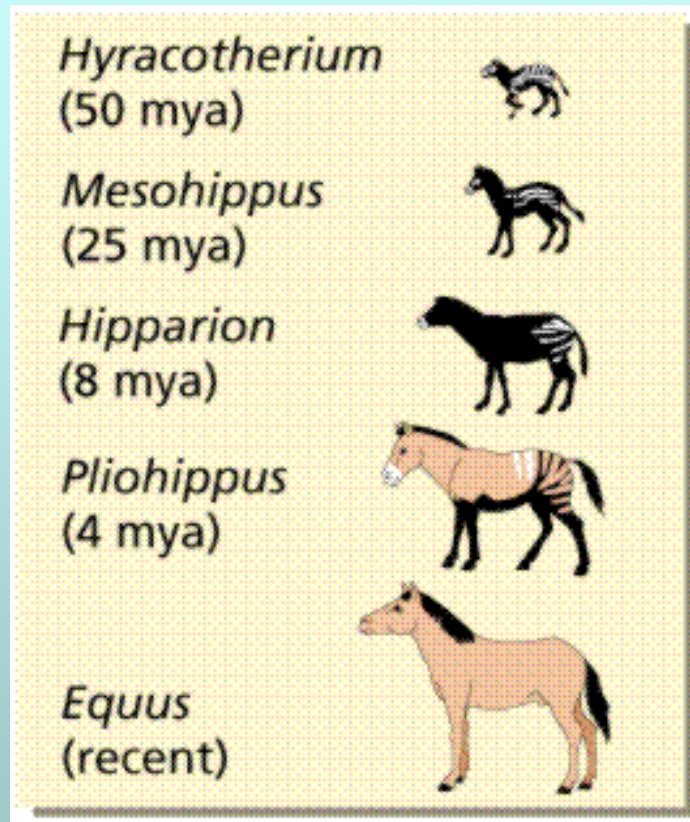 Hyracotherium
(50 mya)
Mesohippus
(25 mya)
Hipparion
(8 mya)
Pliohippus
(4 mya)
Equus
(recent)